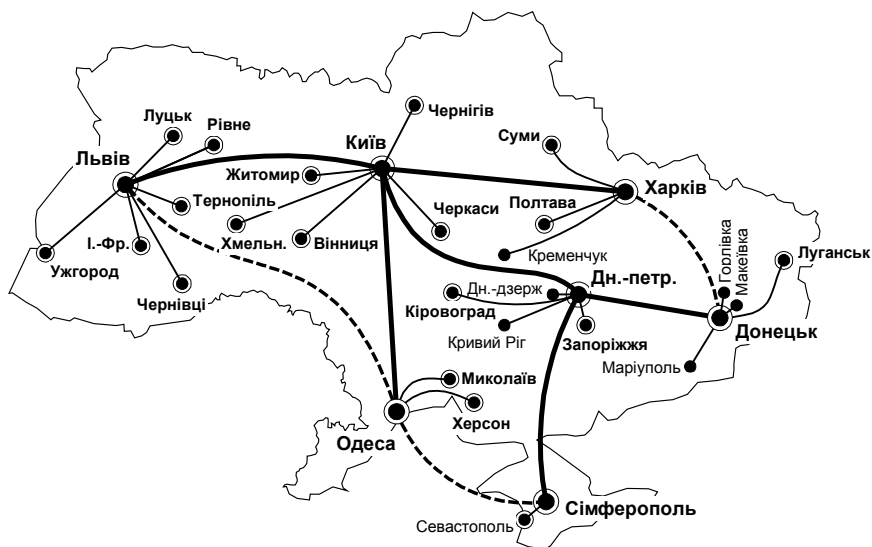 Чернігів
Луцьк
Рівне
Київ
Суми
Львів
Житомир
Харків
Тернопіль
Полтава
Черкаси
Хмельн.
Вінниця
І.-Фр.
Кременчук
Ужгород
Горлівка
Макеївка
Луганськ
Дн.-петр.
Дн.-дзерж
Чернівці
Кіровоград
Кривий Ріг
Запоріжжя
Донецьк
Маріуполь
Миколаїв
Херсон
Одеса
Сімферополь
Севастополь